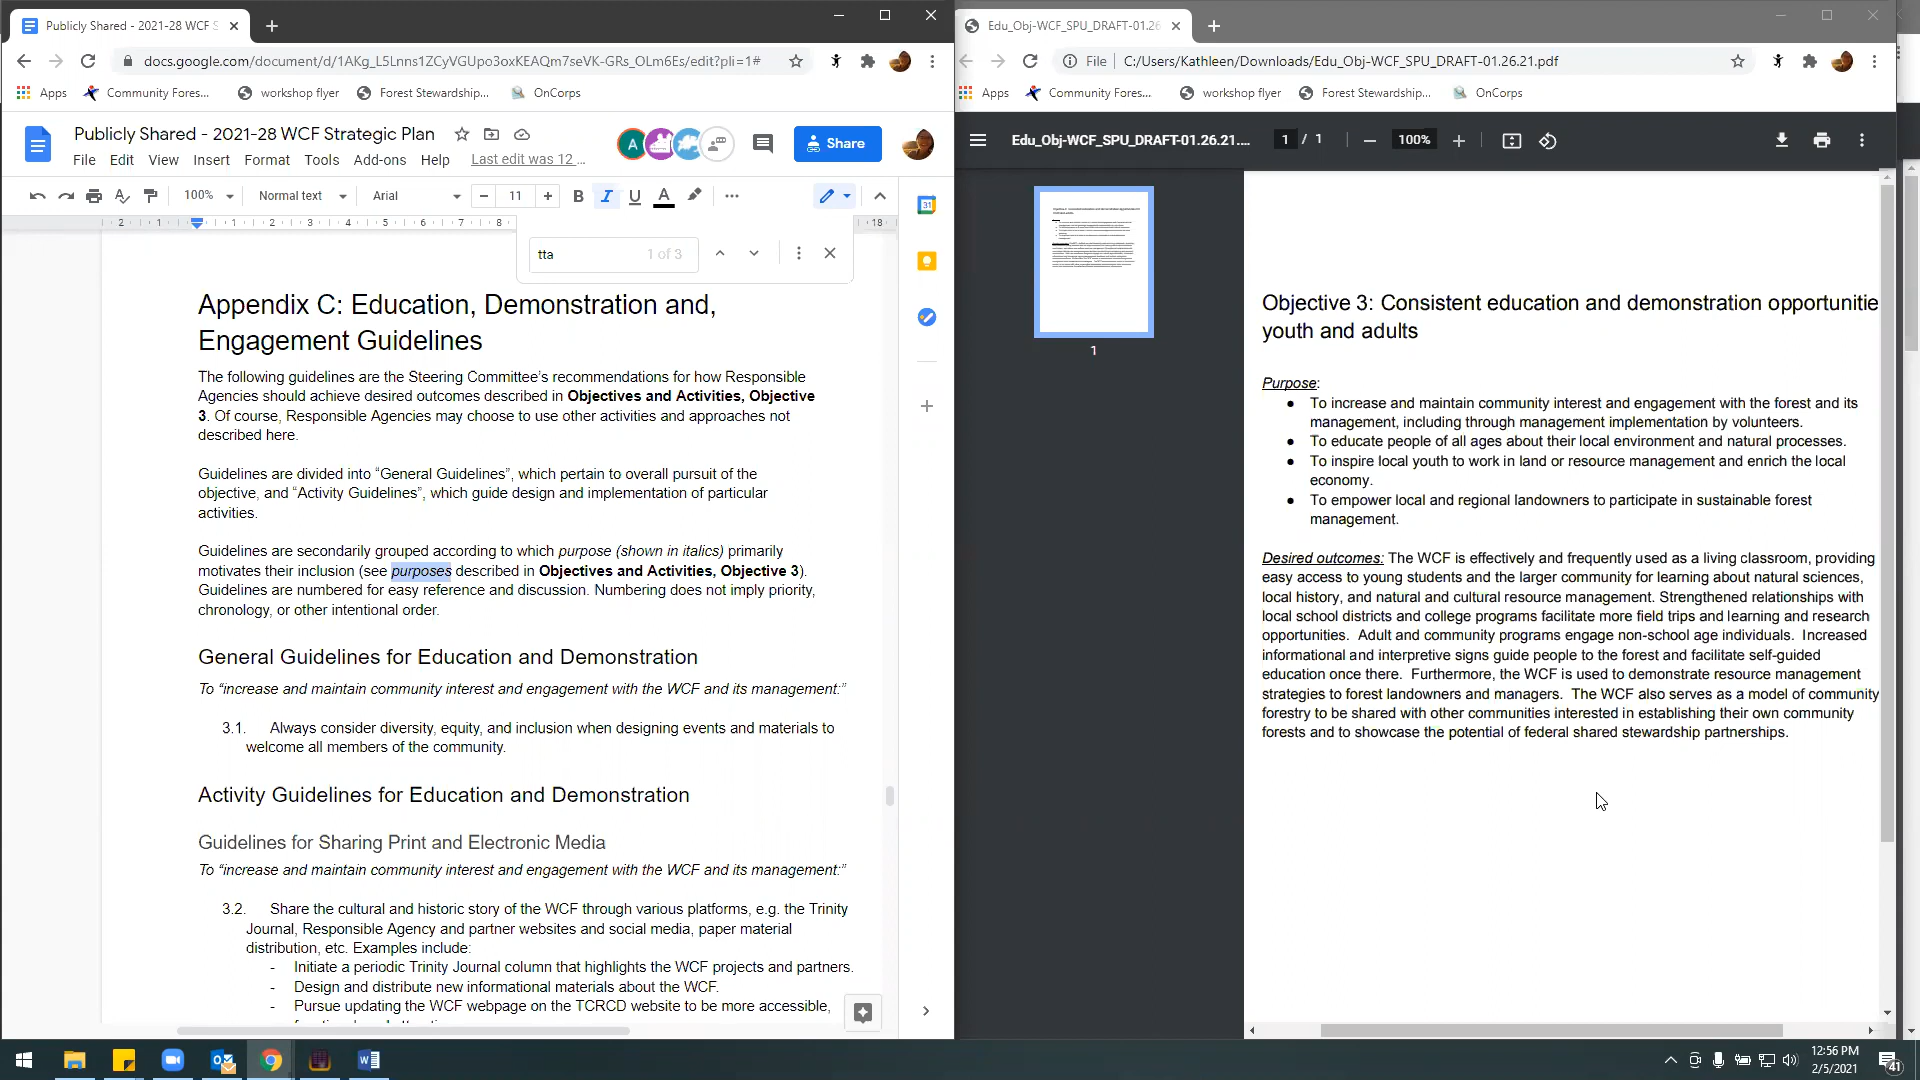 Publicly Shared - 2021-28 WCF S
docs.google.com/document/d/1AKg_L5Lnns1ZCyVGUpo3oxKEAQm7seVK-GRs_OLm6Es/edit?pli=1#
Apps Community Fores... workshop flyer Forest Stewardship... OnCorps
Publicly Shared - 2021-28 WCF Strategic Plan
A
Share
File Edit View Insert Format Tools Add-ons Help Last edit was 12 ...
100% Normal text Arial 11 B I U A
2 1 1 2 3 4 5 6 7 8 18
31
tta 1 of 3
Appendix C: Education, Demonstration and,
Engagement Guidelines
The following guidelines are the Steering Committee's recommendations for how Responsible
Agencies should achieve desired outcomes described in Objectives and Activities, Objective
3. Of course, Responsible Agencies may choose to use other activities and approaches not
described here.
Guidelines are divided into “General Guidelines”, which pertain to overall pursuit of the
objective, and “Activity Guidelines”, which guide design and implementation of particular
activities.
Guidelines are secondarily grouped according to which purpose (shown in italics) primarily
motivates their inclusion (see purposes described in Objectives and Activities, Objective 3).
Guidelines are numbered for easy reference and discussion. Numbering does not imply priority,
chronology, or other intentional order.
General Guidelines for Education and Demonstration
To “increase and maintain community interest and engagement with the WCF and its management:”
3.1. Always consider diversity, equity, and inclusion when designing events and materials to
welcome all members of the community.
Activity Guidelines for Education and Demonstration
Guidelines for Sharing Print and Electronic Media
To “increase and maintain community interest and engagement with the WCF and its management:”
3.2. Share the cultural and historic story of the WCF through various platforms, e.g. the Trinity
Journal, Responsible Agency and partner websites and social media, paper material
distribution, etc. Examples include:
- Initiate a periodic Trinity Journal column that highlights the WCF projects and partners.
- Design and distribute new informational materials about the WCF.
- Pursue updating the WCF webpage on the TCRCD website to be more accessible,
Edu_Obj-WCF_SPU_DRAFT-01.26
File C:/Users/Kathleen/Downloads/Edu_Obj-WCF_SPU_DRAFT-01.26.21.pdf
Apps Community Fores... workshop flyer Forest Stewardship... OnCorps
Edu_Obj-WCF_SPU_DRAFT-01.26.21.... 1 / 1 100%
1
Objective 3: Consistent education and demonstration opportunitie
youth and adults
Purpose:
● To increase and maintain community interest and engagement with the forest and its
management, including through management implementation by volunteers.
● To educate people of all ages about their local environment and natural processes.
● To inspire local youth to work in land or resource management and enrich the local
economy.
● To empower local and regional landowners to participate in sustainable forest
management.
Desired outcomes: The WCF is effectively and frequently used as a living classroom, providing
easy access to young students and the larger community for learning about natural sciences,
local history, and natural and cultural resource management. Strengthened relationships with
local school districts and college programs facilitate more field trips and learning and research
opportunities. Adult and community programs engage non-school age individuals. Increased
informational and interpretive signs guide people to the forest and facilitate self-guided
education once there. Furthermore, the WCF is used to demonstrate resource management
strategies to forest landowners and managers. The WCF also serves as a model of community
forestry to be shared with other communities interested in establishing their own community
forests and to showcase the potential of federal shared stewardship partnerships.
12:56 PM
2/5/2021
41